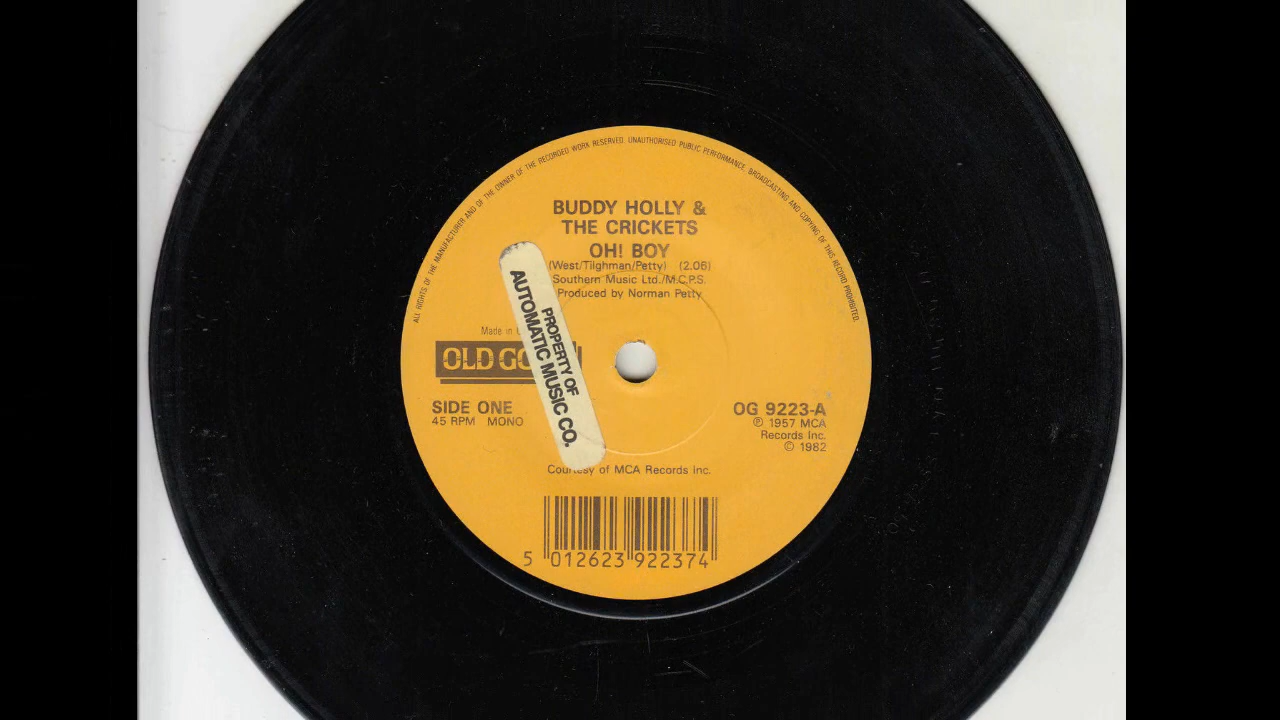 ALL RIGHTS OF THE MANUFACTURER AND OF THE OWNER OF THE RECORDED WORK RESERVED. UNAUTHORISED PUBLIC PERFORMANCE, BROADCASTING AND COPYING OF THIS RECORD PROHIBITED.
BUDDY HOLLY &
THE CRICKETS
OH! BOY
(West/Tilghman/Petty) (2.06)
Southern Music Ltd./M.C.P.S.
Produced by Norman Petty
PROPERTY OF
AUTOMATIC MUSIC CO.
Made in
OLD GO
SIDE ONE
45 RPM MONO
OG 9223-A
℗ 1957 MCA
Records Inc.
© 1982
Courtesy of MCA Records Inc.
5 012623 922374